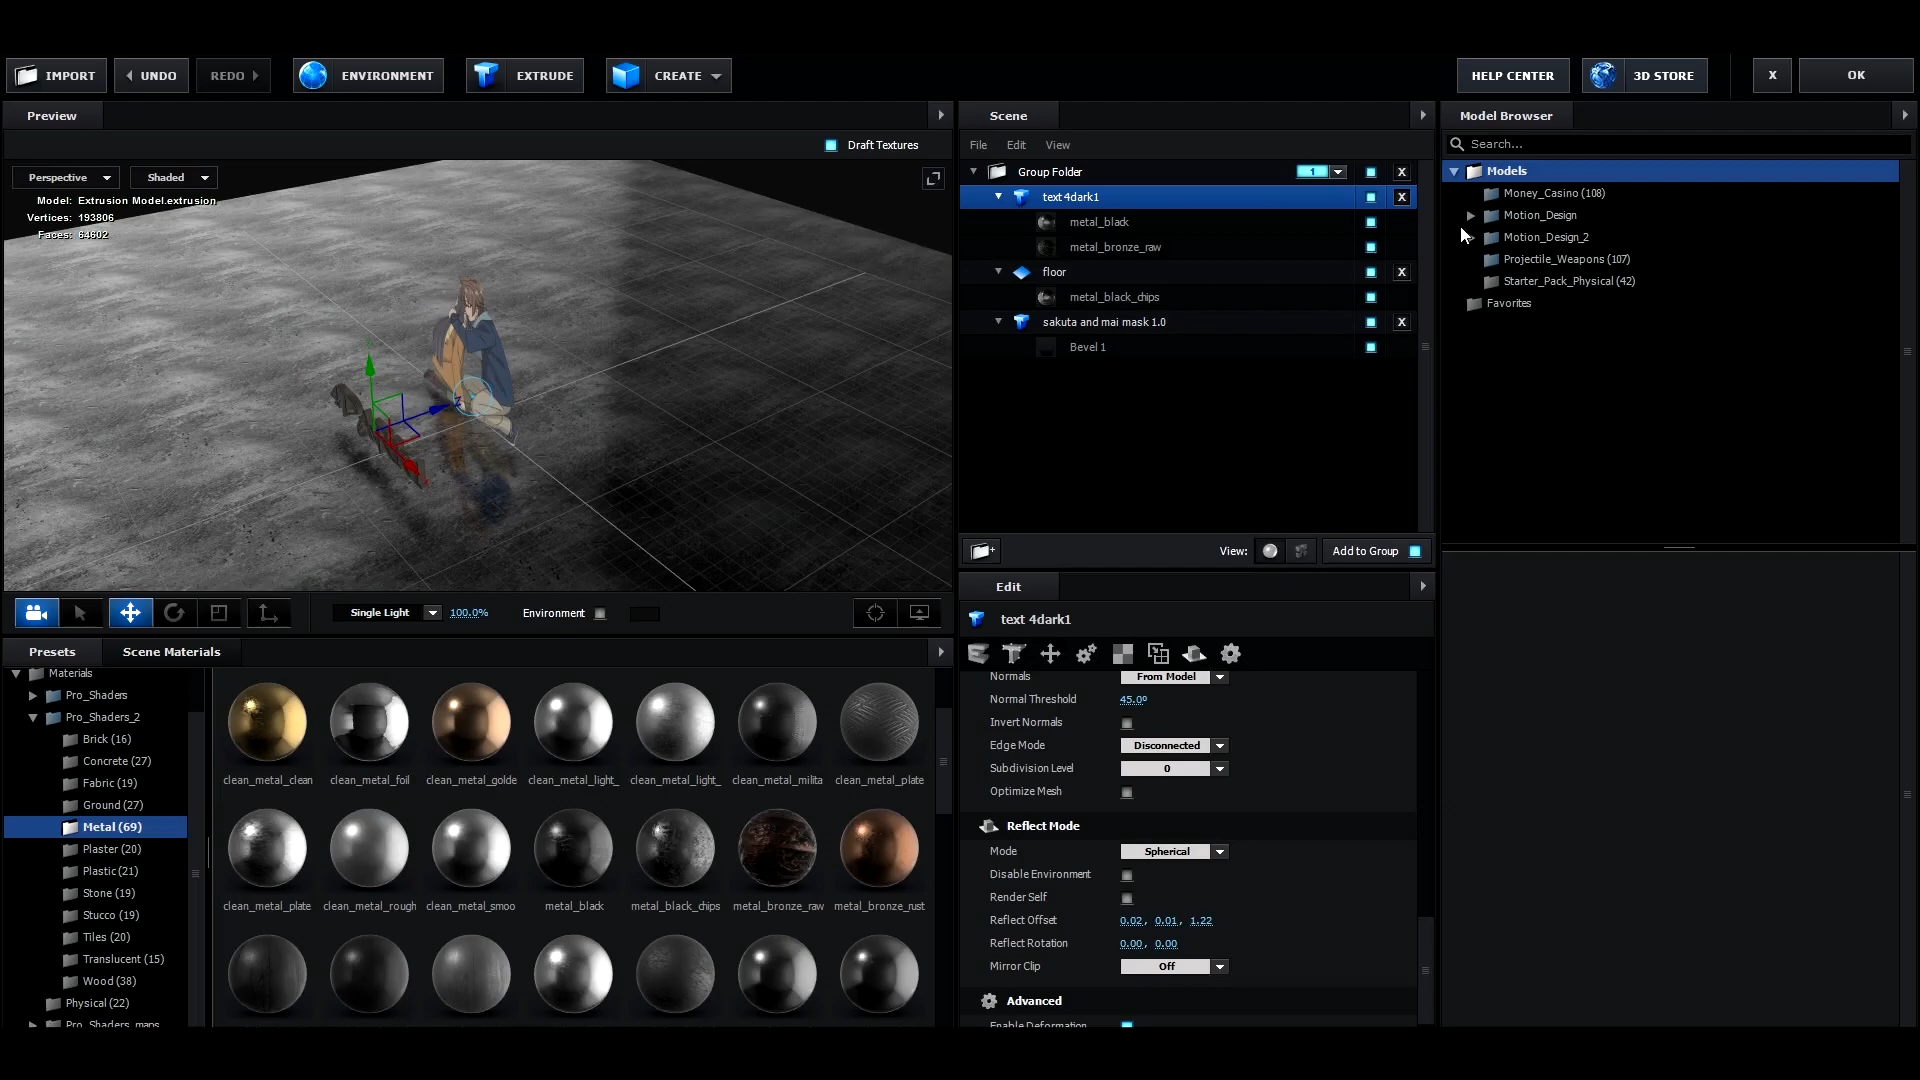 IMPORT
UNDO
REDO
ENVIRONMENT
EXTRUDE
CREATE
HELP CENTER
3D STORE
X
OK
Preview
Draft Textures
Perspective
Shaded
Model: Extrusion Model.extrusion
Vertices: 193806
Faces: 64602
Single Light
100.0%
Environment
Presets
Scene Materials
Materials
Pro_Shaders
Pro_Shaders_2
Brick (16)
Concrete (27)
Fabric (19)
Ground (27)
Metal (69)
Plaster (20)
Plastic (21)
Stone (19)
Stucco (19)
Tiles (20)
Translucent (15)
Wood (38)
Physical (22)
Pro_Shaders_maps
clean_metal_clean
clean_metal_foil
clean_metal_golde
clean_metal_light_
clean_metal_light_
clean_metal_milita
clean_metal_plate
clean_metal_plate
clean_metal_rough
clean_metal_smoo
metal_black
metal_black_chips
metal_bronze_raw
metal_bronze_rust
Scene
File
Edit
View
Group Folder
1
X
text 4dark1
X
metal_black
metal_bronze_raw
floor
X
metal_black_chips
sakuta and mai mask 1.0
X
Bevel 1
View:
Add to Group
Edit
text 4dark1
Normals
From Model
Normal Threshold
45.0º
Invert Normals
Edge Mode
Disconnected
Subdivision Level
0
Optimize Mesh
Reflect Mode
Mode
Spherical
Disable Environment
Render Self
Reflect Offset
0.02, 0.01, 1.22
Reflect Rotation
0.00, 0.00
Mirror Clip
Off
Advanced
Enable Deformation
Model Browser
Search...
Models
Money_Casino (108)
Motion_Design
Motion_Design_2
Projectile_Weapons (107)
Starter_Pack_Physical (42)
Favorites